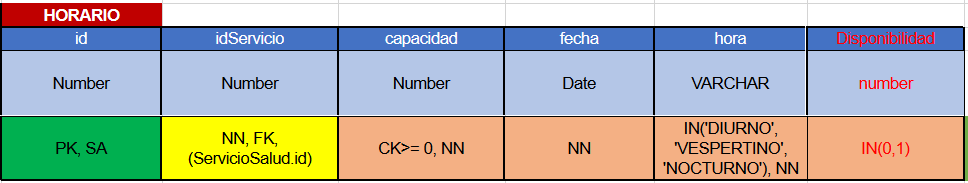 HORARIO
id idServicio capacidad fecha hora Disponibilidad
Number Number Number Date VARCHAR number
PK, SA
NN, FK,
(ServicioSalud.id)
CK>= 0, NN
NN
IN('DIURNO',
'VESPERTINO',
'NOCTURNO'), NN
IN(0,1)